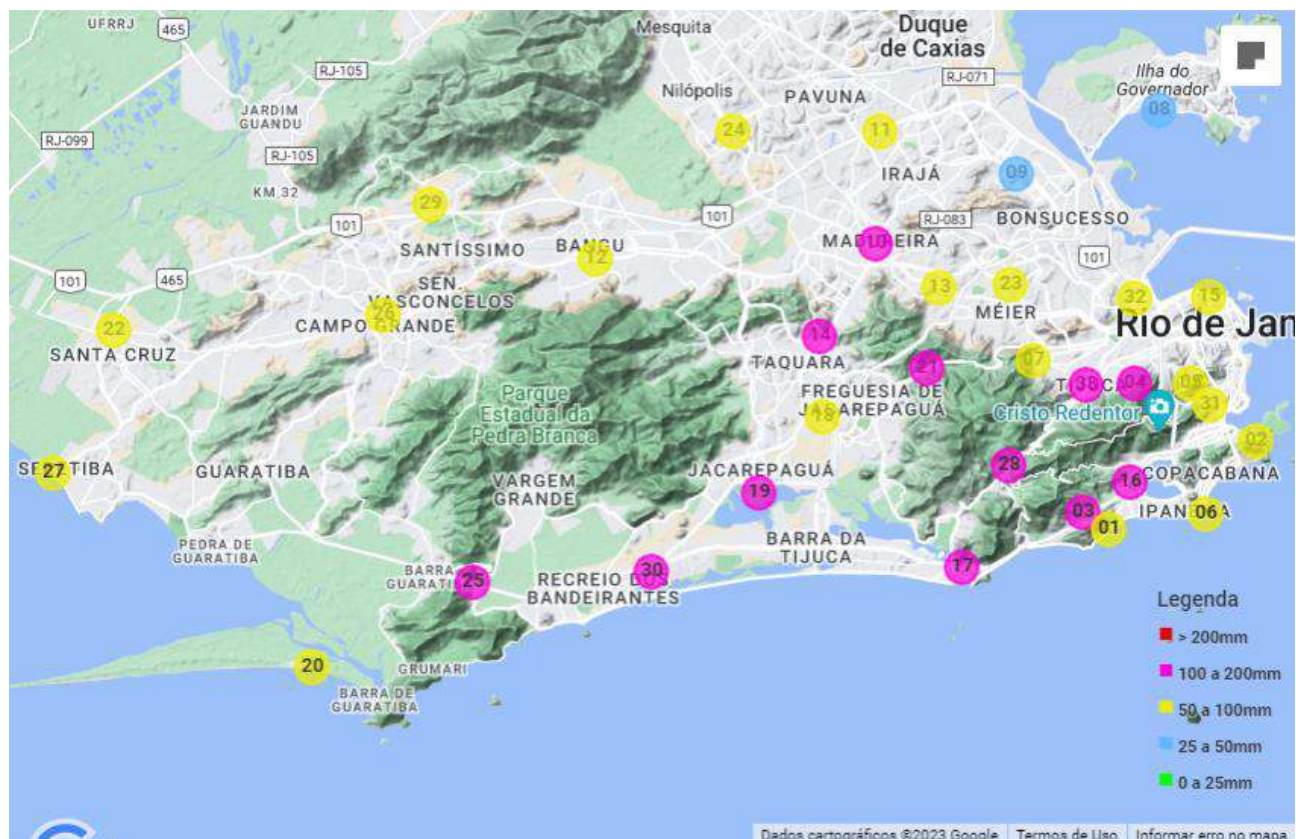 UFRRJ
465
Mesquita
Duque
de Caxias
RJ-105
RJ-071
Ilha do
Governador
Nilópolis
PAVUNA
08
JARDIM
GUANDU
24
11
RJ-099
RJ-105
IRAJÁ
09
KM 32
29
101
RJ-083
BONSUCESSO
101
SANTÍSSIMO
BANGU
MADUREIRA
10
12
101
101
465
SEN.
VASCONCELOS
13
23
32
15
26
MÉIER
22
CAMPO GRANDE
Rio de Jan
SANTA CRUZ
14
TAQUARA
21
07
Parque
Estadual da
Pedra Branca
FREGUESIA DE
JACAREPAGUÁ
38
04
05
31
18
Cristo Redentor
02
27
GUARATIBA
VARGEM
GRANDE
JACAREPAGUÁ
28
COPACABANA
19
16
03
01
IPANEMA
06
PEDRA DE
GUARATIBA
BARRA DA
TIJUCA
17
25
30
RECREIO DOS
BANDEIRANTES
Legenda
> 200mm
20
GRUMARI
100 a 200mm
BARRA DE
GUARATIBA
50 a 100mm
25 a 50mm
0 a 25mm
Dados cartográficos ©2023 Google
Termos de Uso
Informar erro no mapa